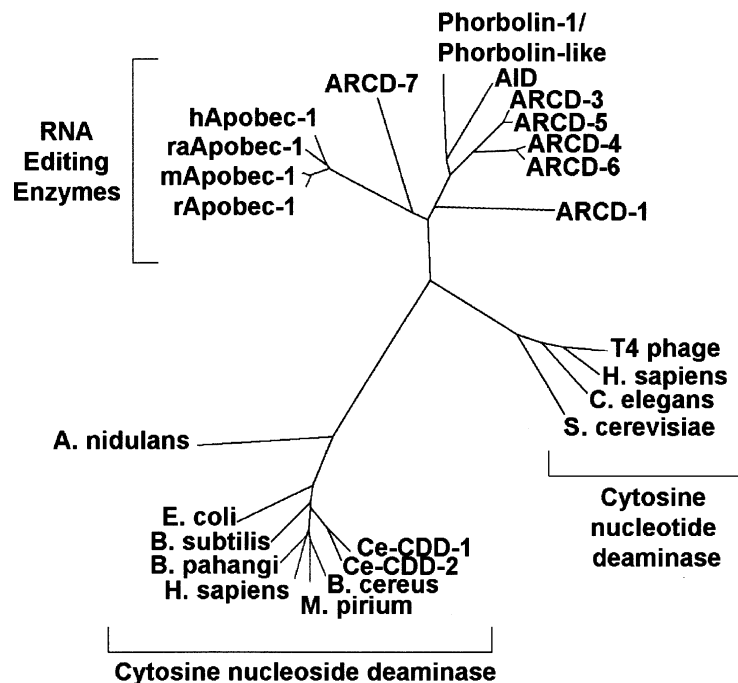 Phorbolin-1/
Phorbolin-like
AID
ARCD-7
ARCD-3
ARCD-5
ARCD-4
ARCD-6
ARCD-1
hApobec-1
raApobec-1
mApobec-1
rApobec-1
RNA
Editing
Enzymes
T4 phage
H. sapiens
C. elegans
S. cerevisiae
Cytosine
nucleotide
deaminase
A. nidulans
E. coli
B. subtilis
B. pahangi
H. sapiens
M. pirium
B. cereus
Ce-CDD-2
Ce-CDD-1
Cytosine nucleoside deaminase